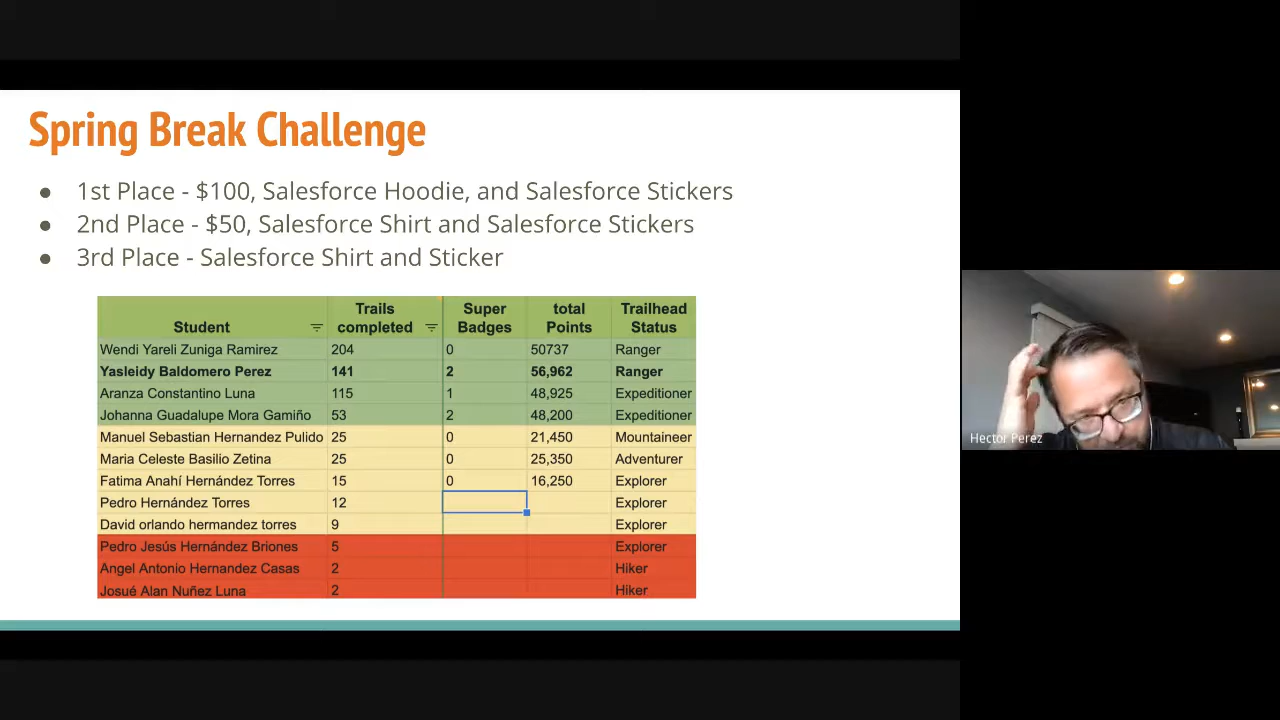 Spring Break Challenge
● 1st Place - $100, Salesforce Hoodie, and Salesforce Stickers
● 2nd Place - $50, Salesforce Shirt and Salesforce Stickers
● 3rd Place - Salesforce Shirt and Sticker
Student Trails completed Super Badges total Points Trailhead Status
Wendi Yareli Zuniga Ramirez 204 0 50737 Ranger
Yasleidy Baldomero Perez 141 2 56,962 Ranger
Aranza Constantino Luna 115 1 48,925 Expeditioner
Johanna Guadalupe Mora Gamiño 53 2 48,200 Expeditioner
Manuel Sebastian Hernandez Pulido 25 0 21,450 Mountaineer
Maria Celeste Basilio Zetina 25 0 25,350 Adventurer
Fatima Anahí Hernández Torres 15 0 16,250 Explorer
Pedro Hernández Torres 12 Explorer
David orlando hermandez torres 9 Explorer
Pedro Jesús Hernández Briones 5 Explorer
Angel Antonio Hernandez Casas 2 Hiker
Josué Alan Nuñez Luna 2 Hiker
Hector Perez